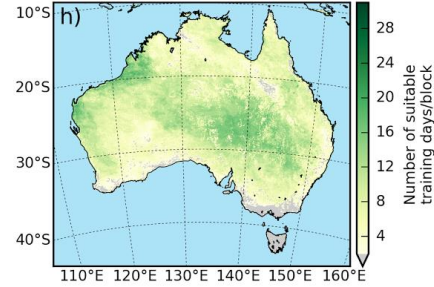 h)
10°S
20°S
30°S
40°S
110°E 120°E 130°E 140°E 150°E 160°E
32
28
24
20
16
12
8
4
Number of suitable
training days/block